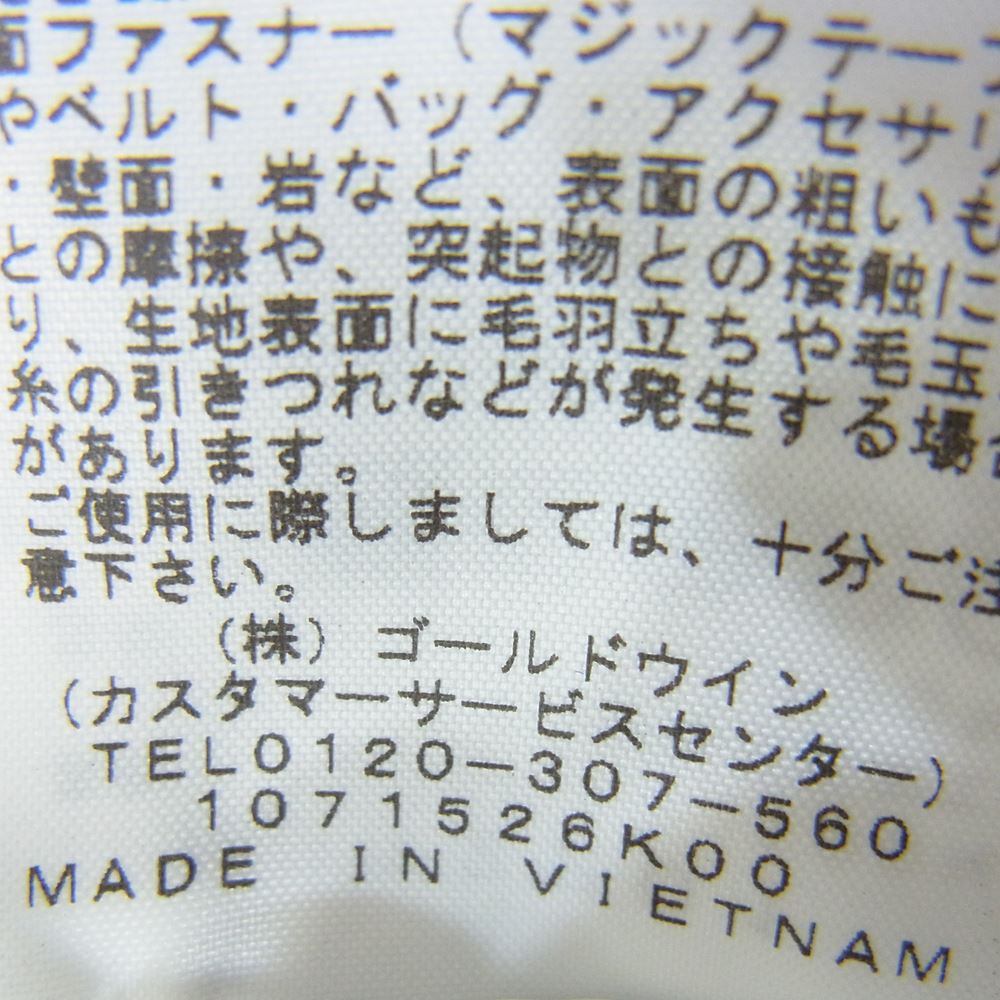 面ファスナー（マジックテープ
やベルト・バッグ・アクセサリ
・壁面・岩など、表面の粗いも
との摩擦や、突起物との接触に
り、生地表面に毛羽立ちや毛玉
糸の引きつれなどが発生する場合
があります。
ご使用に際しましては、十分ご注
意下さい。
（株）ゴールドウイン
（カスタマーサービスセンター）
TEL0120―307―560
1071526K00
MADE IN VIETNAM